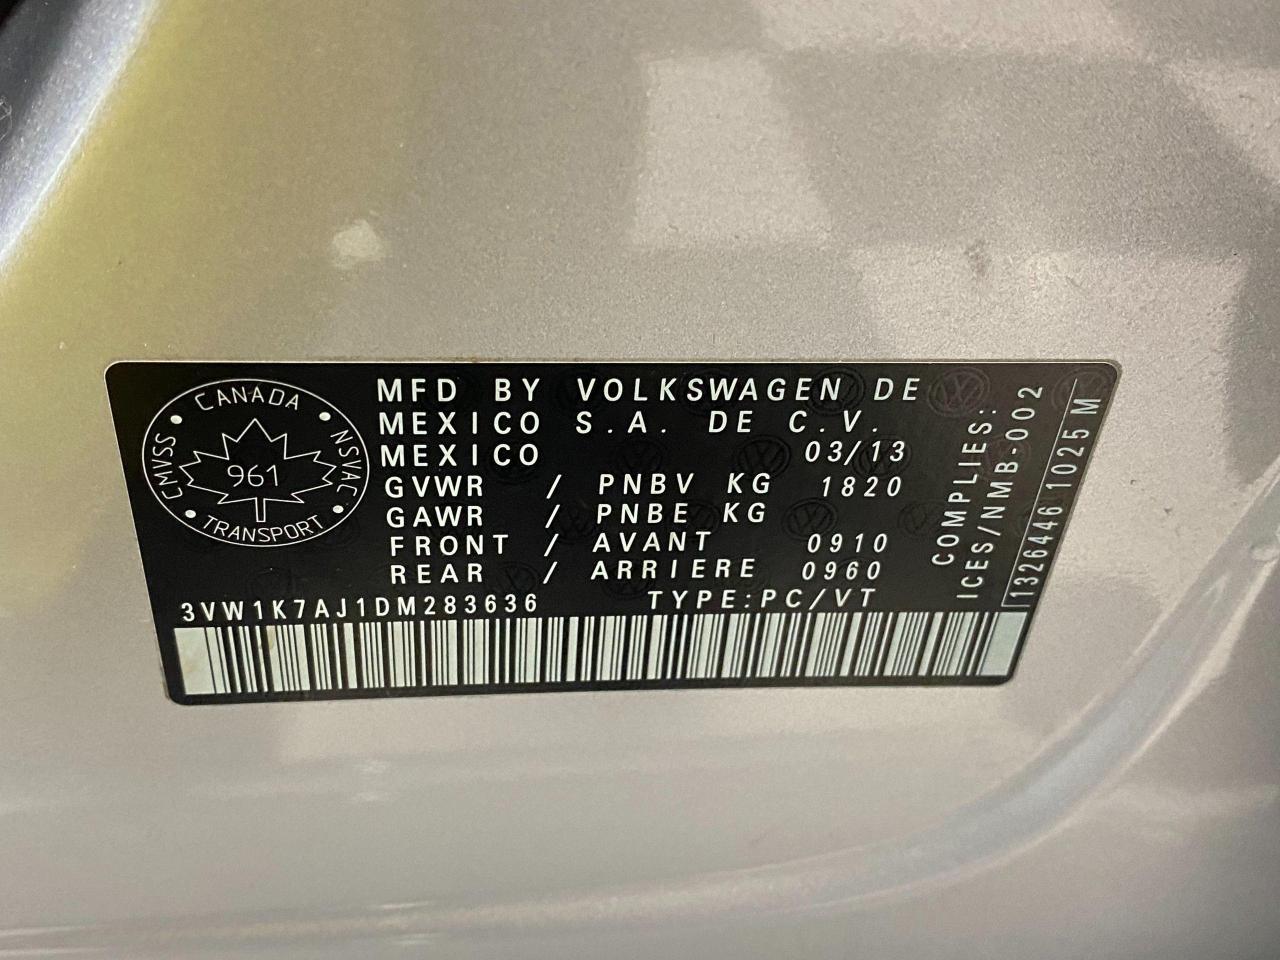 CANADA
CMVSS
NSVAC
961
TRANSPORT
MFD BY VOLKSWAGEN DE
MEXICO S.A. DE C.V.
MEXICO 03/13
GVWR / PNBV KG 1820
GAWR / PNBE KG
FRONT / AVANT 0910
REAR / ARRIERE 0960
3VW1K7AJ1DM283636 TYPE:PC/VT
COMPLIES:
ICES/NMB-002
1326446 1025M